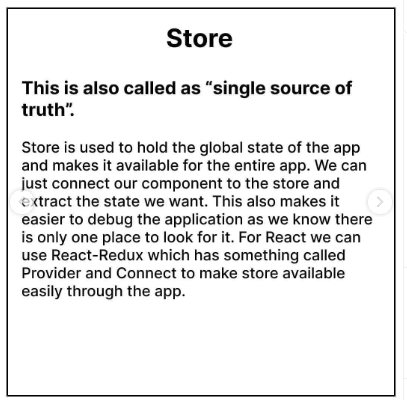 Store
This is also called as “single source of
truth”.
Store is used to hold the global state of the app
and makes it available for the entire app. We can
just connect our component to the store and
extract the state we want. This also makes it
easier to debug the application as we know there
is only one place to look for it. For React we can
use React-Redux which has something called
Provider and Connect to make store available
easily through the app.